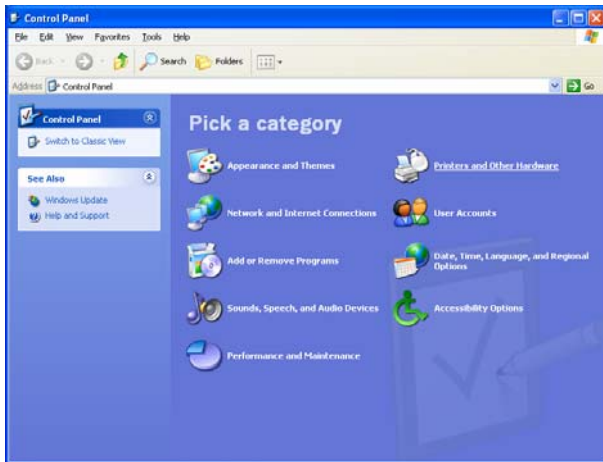 Control Panel
File Edit View Favorites Tools Help
Back Search Folders
Address Control Panel Go
Control Panel
Switch to Classic View
See Also
Windows Update
Help and Support
Pick a category
Appearance and Themes
Printers and Other Hardware
Network and Internet Connections
User Accounts
Add or Remove Programs
Date, Time, Language, and Regional
Options
Sounds, Speech, and Audio Devices
Accessibility Options
Performance and Maintenance